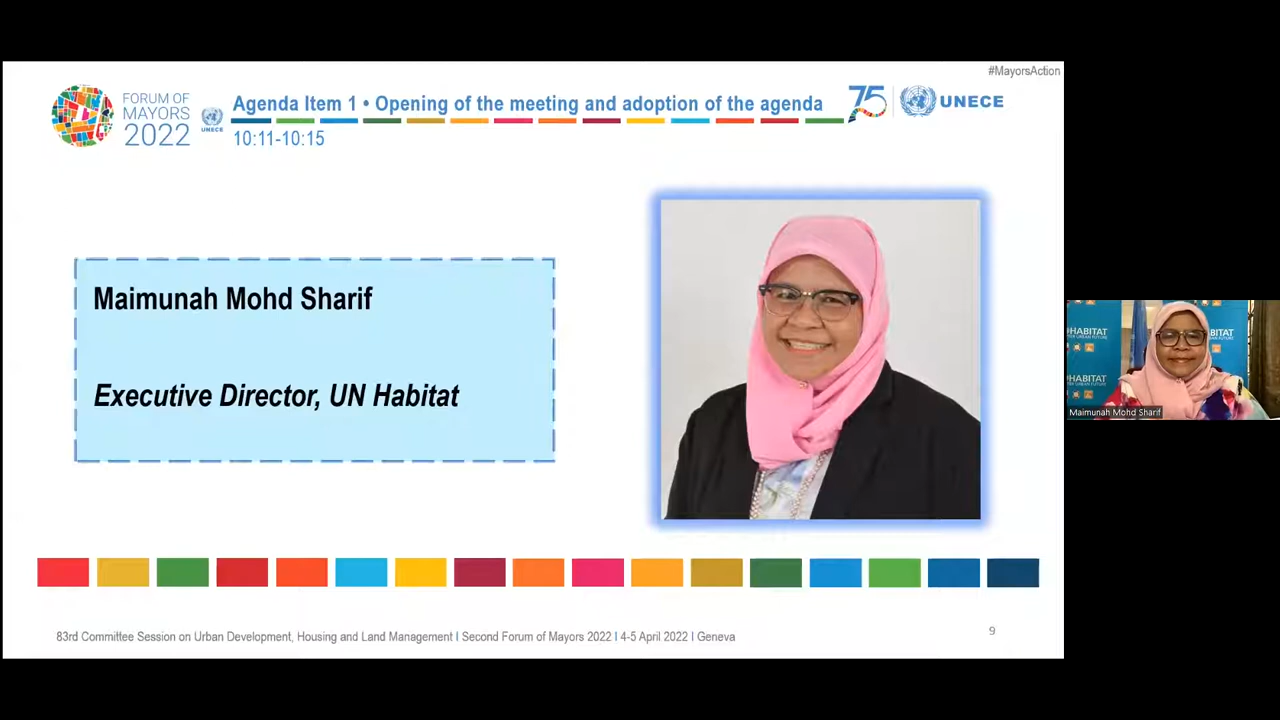 #MayorsAction
FORUM OF
MAYORS
2022
UNECE
Agenda Item 1 • Opening of the meeting and adoption of the agenda
10:11-10:15
75
UNECE
Maimunah Mohd Sharif
Executive Director, UN Habitat
HABITAT
BITAT
HABITAT
Maimunah Mohd Sharif
83rd Committee Session on Urban Development, Housing and Land Management I Second Forum of Mayors 2022 I 4-5 April 2022 I Geneva
9